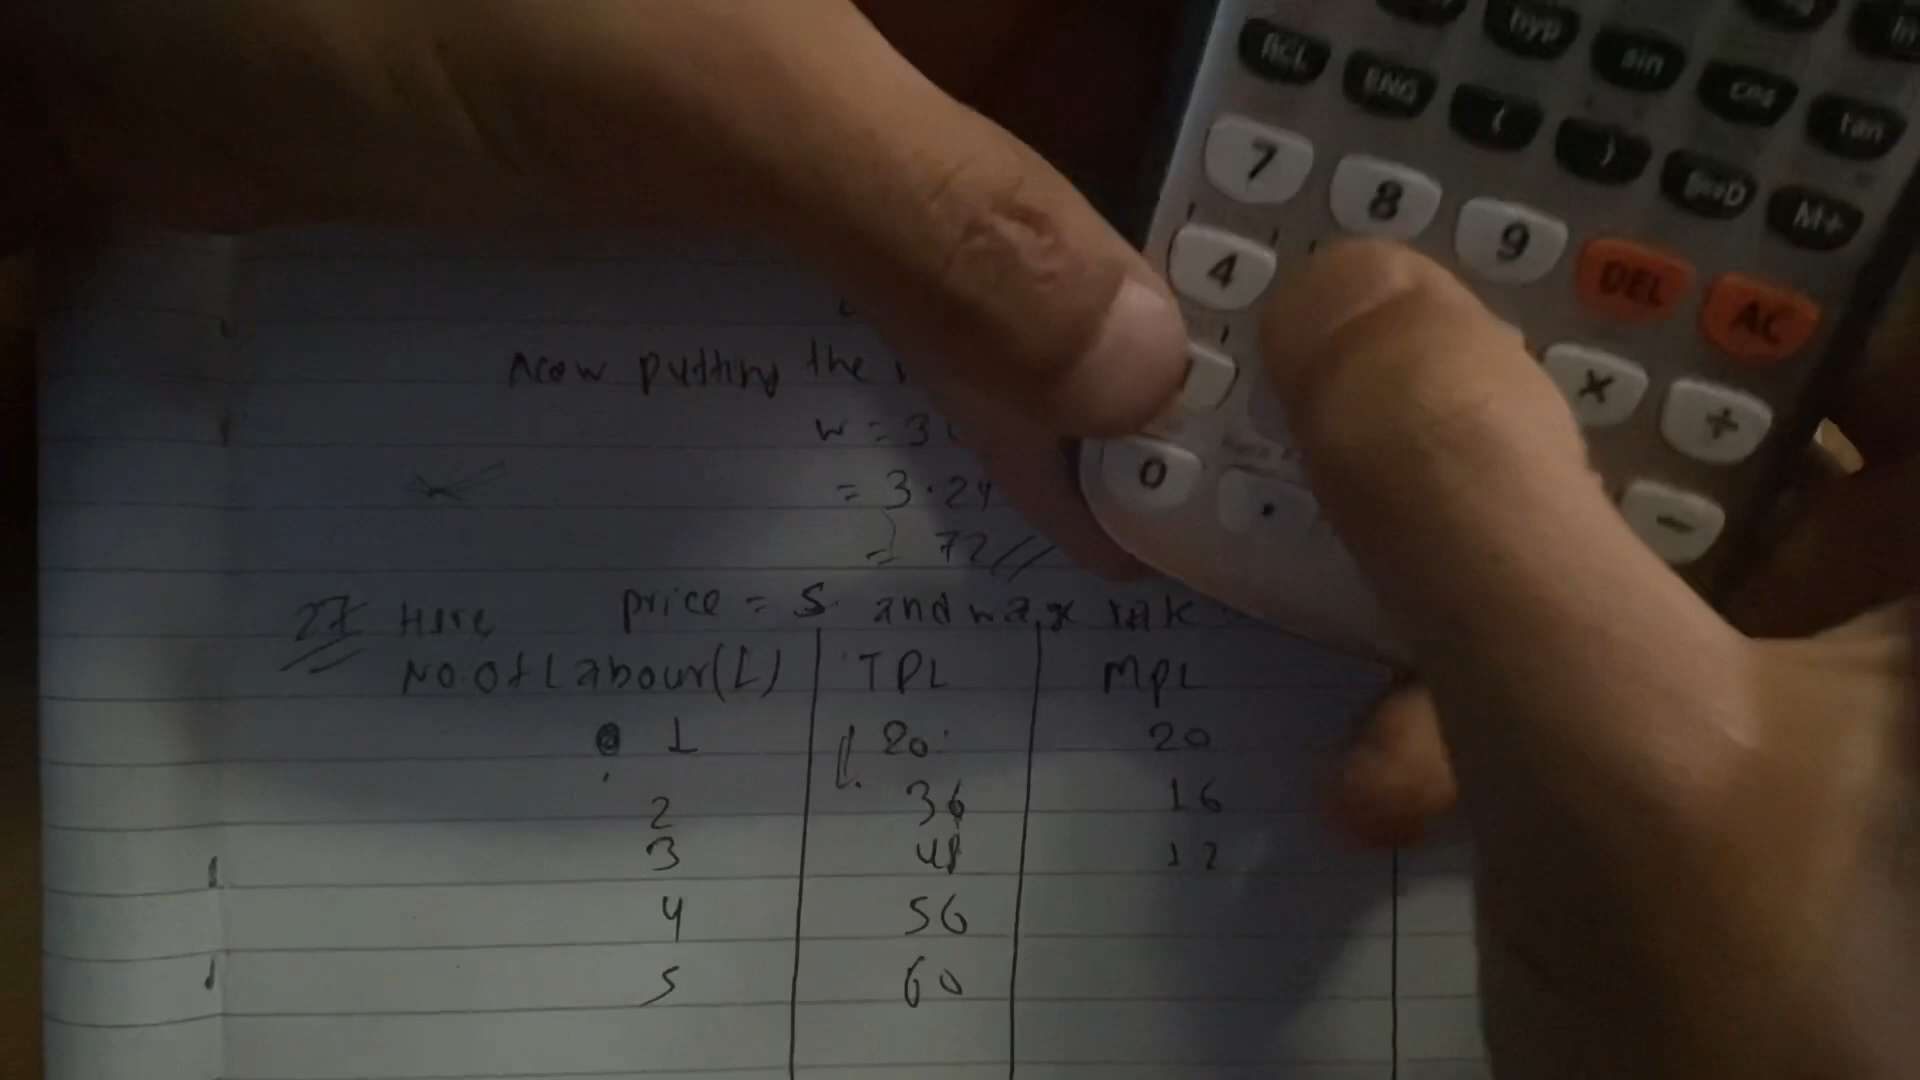 RCL ENG ( ) S⇔D M+
hyp sin cos tan
7 8 9 DEL AC
4 × ÷
0 . −
Now putting the
w = 3
= 3.24
= 72
27 Here price = 5 and wage rate
No. of Labour(L) TPL MPL
1 20 20
2 36 16
3 48 12
4 56
5 60